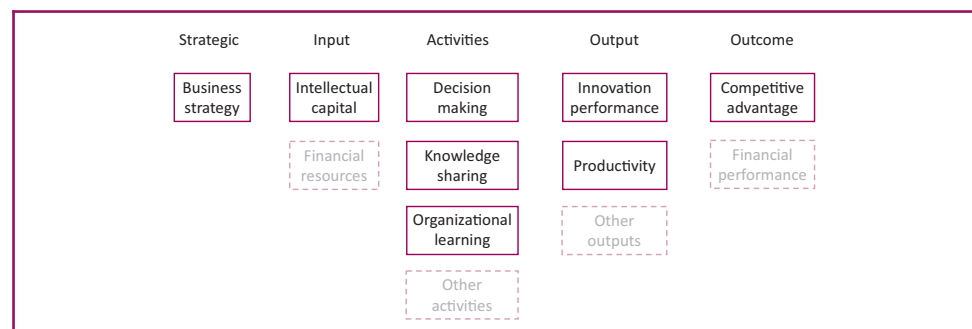 Strategic
Input
Activities
Output
Outcome
Business
strategy
Intellectual
capital
Decision
making
Innovation
performance
Competitive
advantage
Financial
resources
Knowledge
sharing
Productivity
Financial
performance
Organizational
learning
Other
outputs
Other
activities